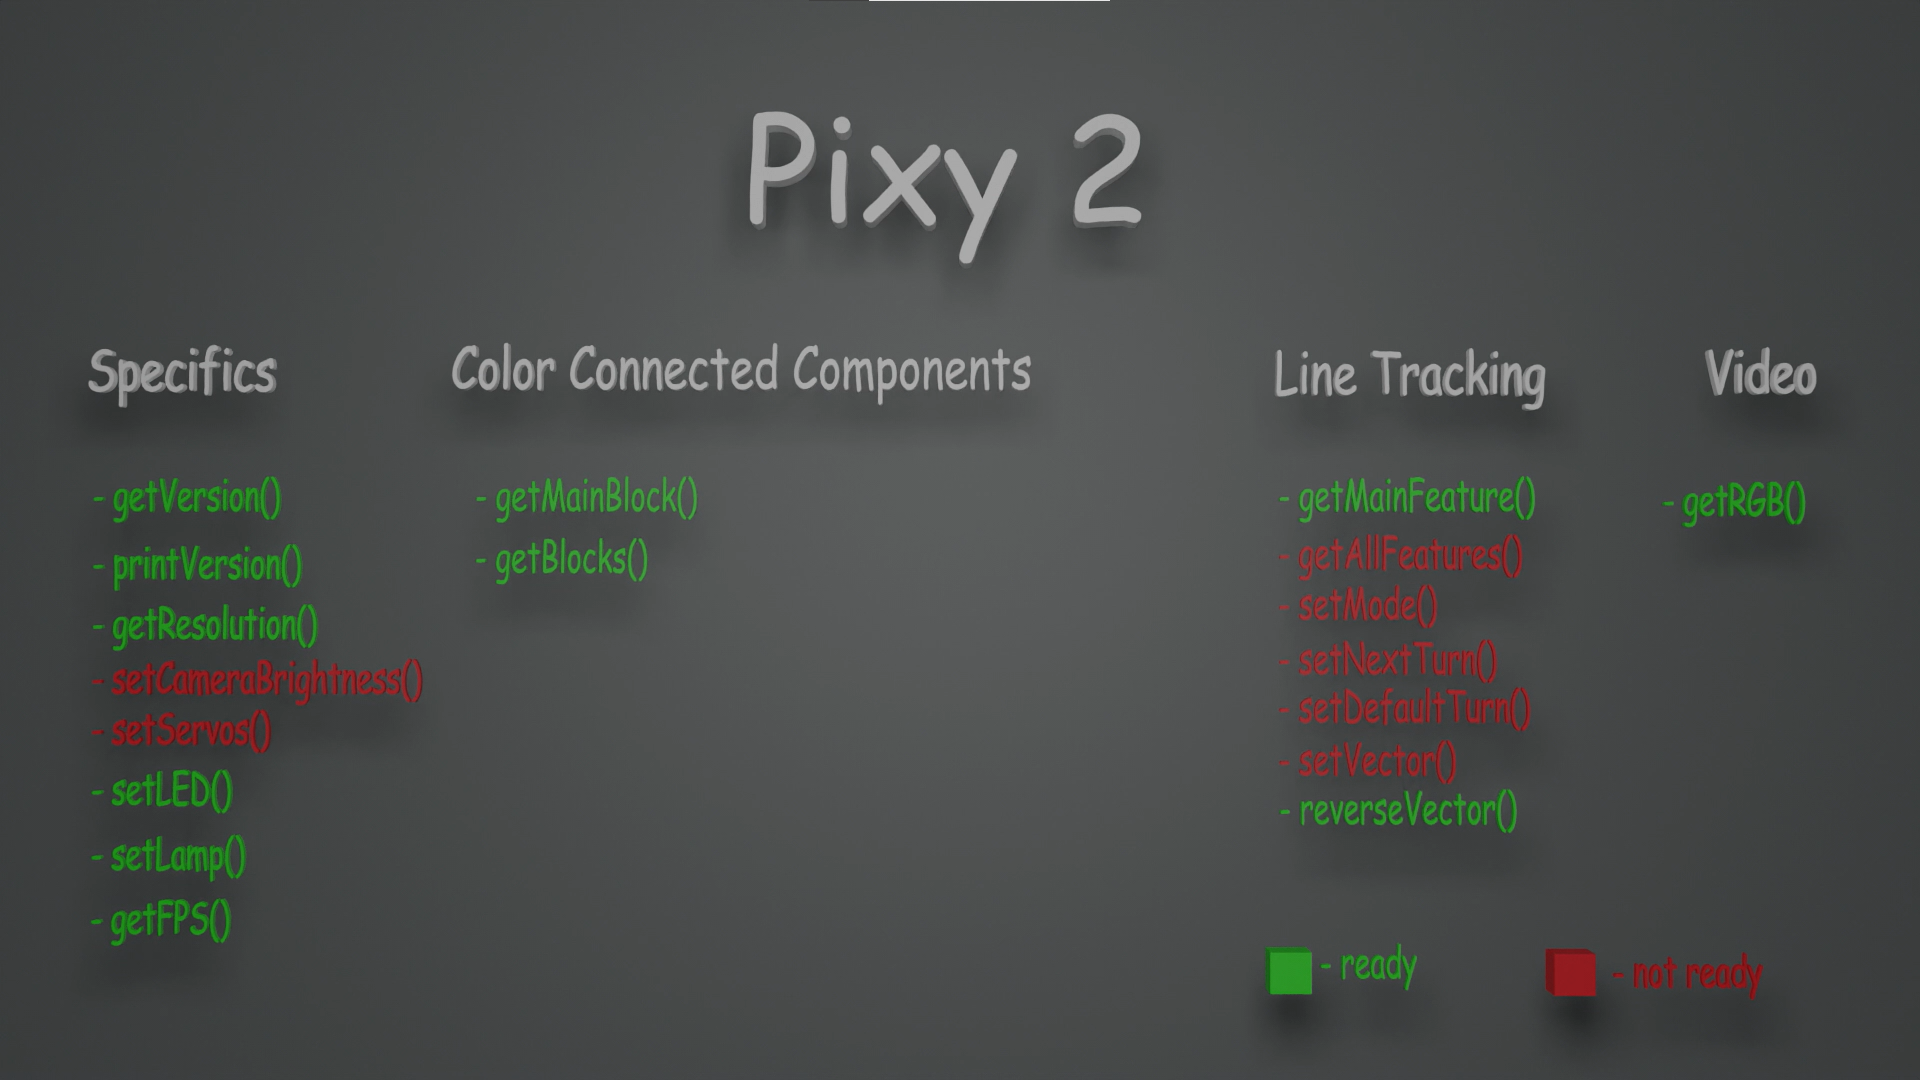 Pixy 2
Specifics
- getVersion()
- printVersion()
- getResolution()
- setCameraBrightness()
- setServos()
- setLED()
- setLamp()
- getFPS()
Color Connected Components
- getMainBlock()
- getBlocks()
Line Tracking
- getMainFeature()
- getAllFeatures()
- setMode()
- setNextTurn()
- setDefaultTurn()
- setVector()
- reverseVector()
Video
- getRGB()
- ready
- not ready